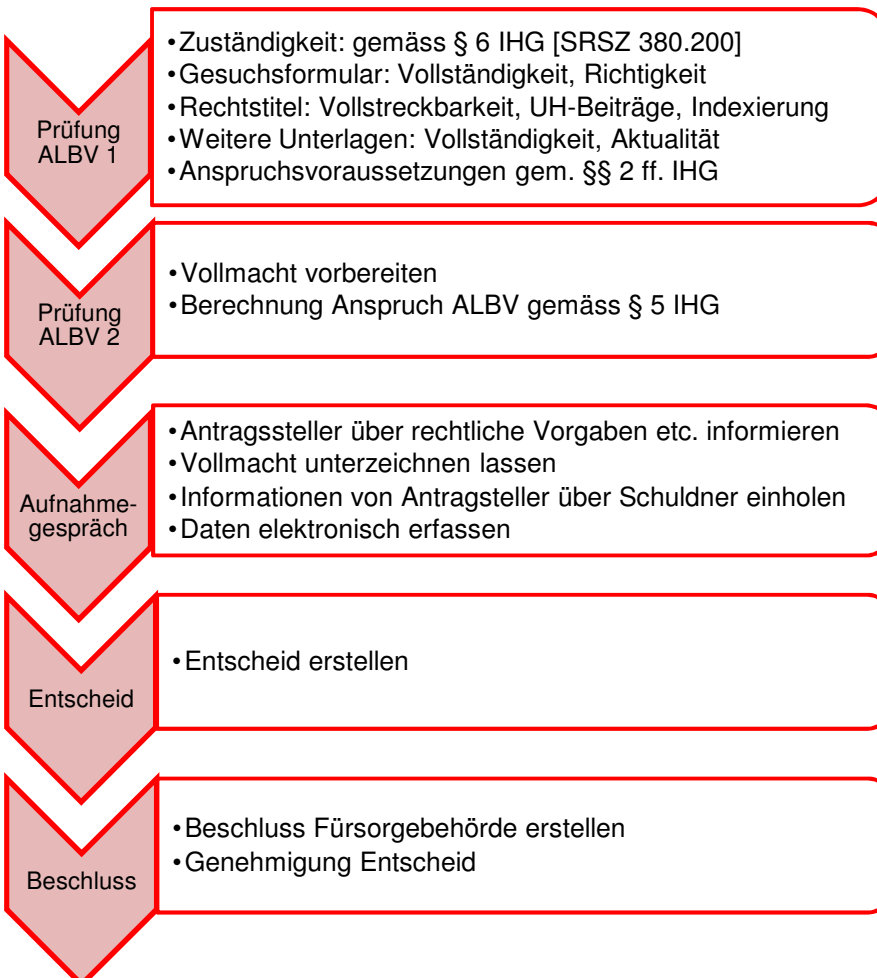 Prüfung
ALBV 1
•Zuständigkeit: gemäss § 6 IHG [SRSZ 380.200]
•Gesuchsformular: Vollständigkeit, Richtigkeit
•Rechtstitel: Vollstreckbarkeit, UH-Beiträge, Indexierung
•Weitere Unterlagen: Vollständigkeit, Aktualität
•Anspruchsvoraussetzungen gem. §§ 2 ff. IHG
Prüfung
ALBV 2
•Vollmacht vorbereiten
•Berechnung Anspruch ALBV gemäss § 5 IHG
Aufnahme-
gespräch
•Antragssteller über rechtliche Vorgaben etc. informieren
•Vollmacht unterzeichnen lassen
•Informationen von Antragsteller über Schuldner einholen
•Daten elektronisch erfassen
Entscheid
•Entscheid erstellen
Beschluss
•Beschluss Fürsorgebehörde erstellen
•Genehmigung Entscheid